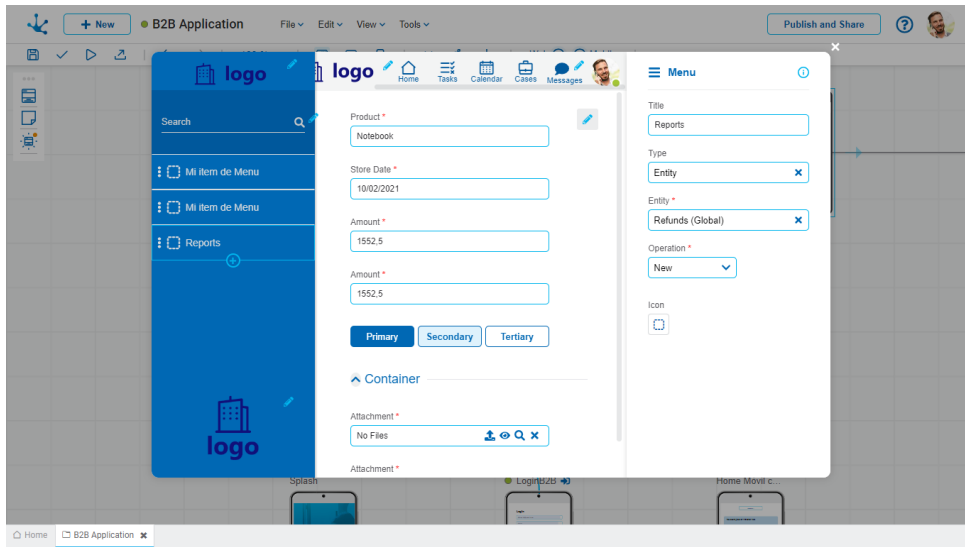 + New
B2B Application
File
Edit
View
Tools
Publish and Share
?
logo
logo
Home
Tasks
Calendar
Cases
Messages
Menu
Search
Mi item de Menu
Mi item de Menu
Reports
logo
Product *
Notebook
Store Date *
10/02/2021
Amount *
1552,5
Amount *
1552,5
Primary
Secondary
Tertiary
Container
Attachment *
No Files
Attachment *
Title
Reports
Type
Entity
Entity *
Refunds (Global)
Operation *
New
Icon
Splash
LoginB2B
Home Movil c...
Home
B2B Application